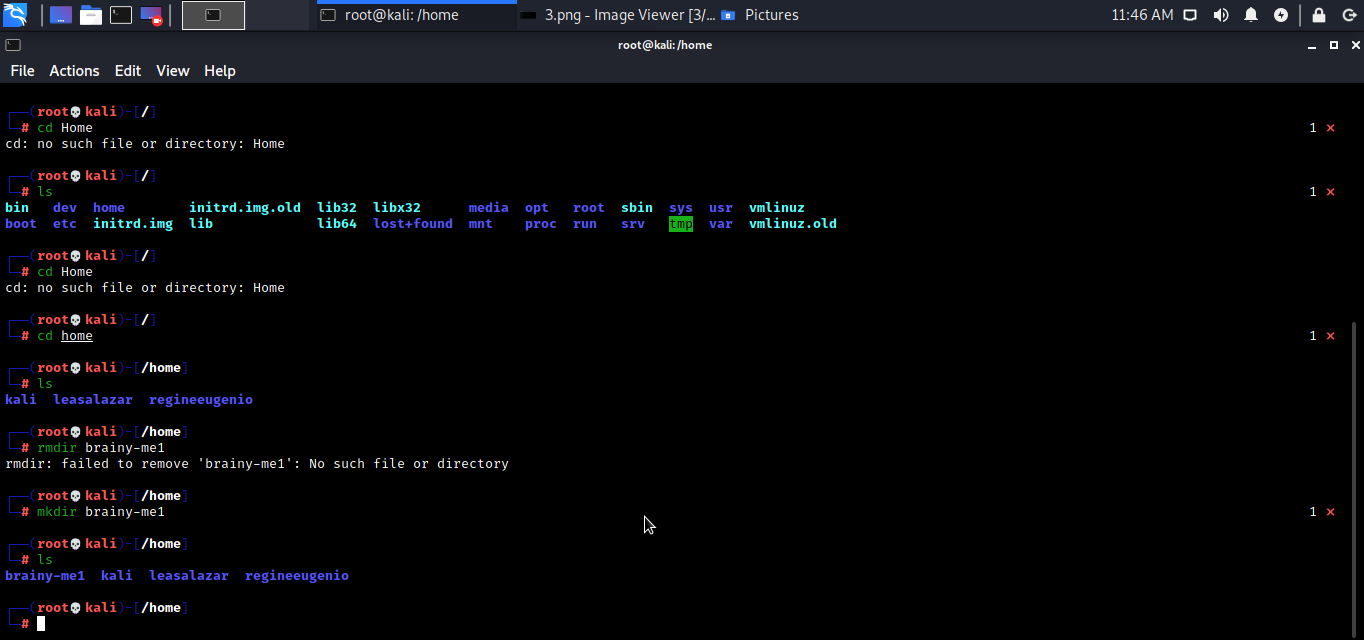 root@kali: /home
3.png - Image Viewer [3/...
Pictures
11:46 AM
root@kali: /home
File Actions Edit View Help
┌──(root💀kali)-[/]
└─# cd Home 1 ⨯
cd: no such file or directory: Home
┌──(root💀kali)-[/]
└─# ls 1 ⨯
bin dev home initrd.img.old lib32 libx32 media opt root sbin sys usr vmlinuz
boot etc initrd.img lib lib64 lost+found mnt proc run srv tmp var vmlinuz.old
┌──(root💀kali)-[/]
└─# cd Home
cd: no such file or directory: Home
┌──(root💀kali)-[/]
└─# cd home 1 ⨯
┌──(root💀kali)-[/home]
└─# ls
kali leasalazar regineeugenio
┌──(root💀kali)-[/home]
└─# rmdir brainy-me1
rmdir: failed to remove 'brainy-me1': No such file or directory
┌──(root💀kali)-[/home]
└─# mkdir brainy-me1 1 ⨯
┌──(root💀kali)-[/home]
└─# ls
brainy-me1 kali leasalazar regineeugenio
┌──(root💀kali)-[/home]
└─#